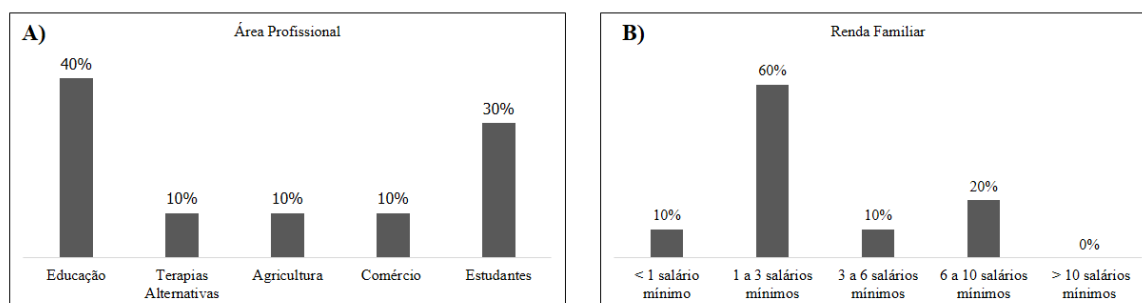 A)
Área Profissional
40%
10%
10%
10%
30%
Educação
Terapias
Alternativas
Agricultura
Comércio
Estudantes
B)
Renda Familiar
10%
60%
10%
20%
0%
< 1 salário
mínimo
1 a 3 salários
mínimos
3 a 6 salários
mínimos
6 a 10 salários
mínimos
> 10 salários
mínimos